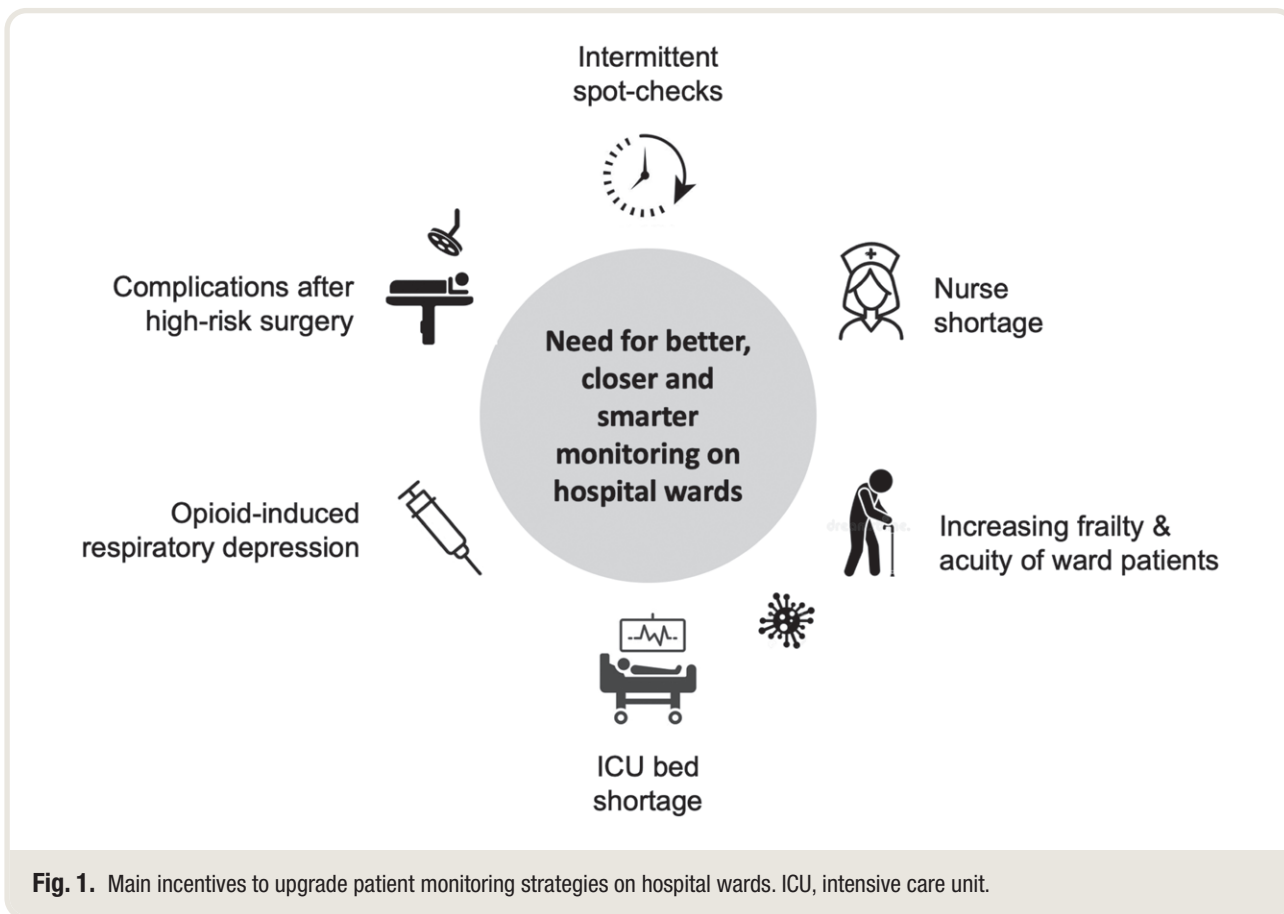 Intermittent
spot-checks
Complications after
high-risk surgery
Nurse
shortage
Need for better,
closer and
smarter
monitoring on
hospital wards
Opioid-induced
respiratory depression
Increasing frailty &
acuity of ward patients
ICU bed
shortage
Fig. 1. Main incentives to upgrade patient monitoring strategies on hospital wards. ICU, intensive care unit.